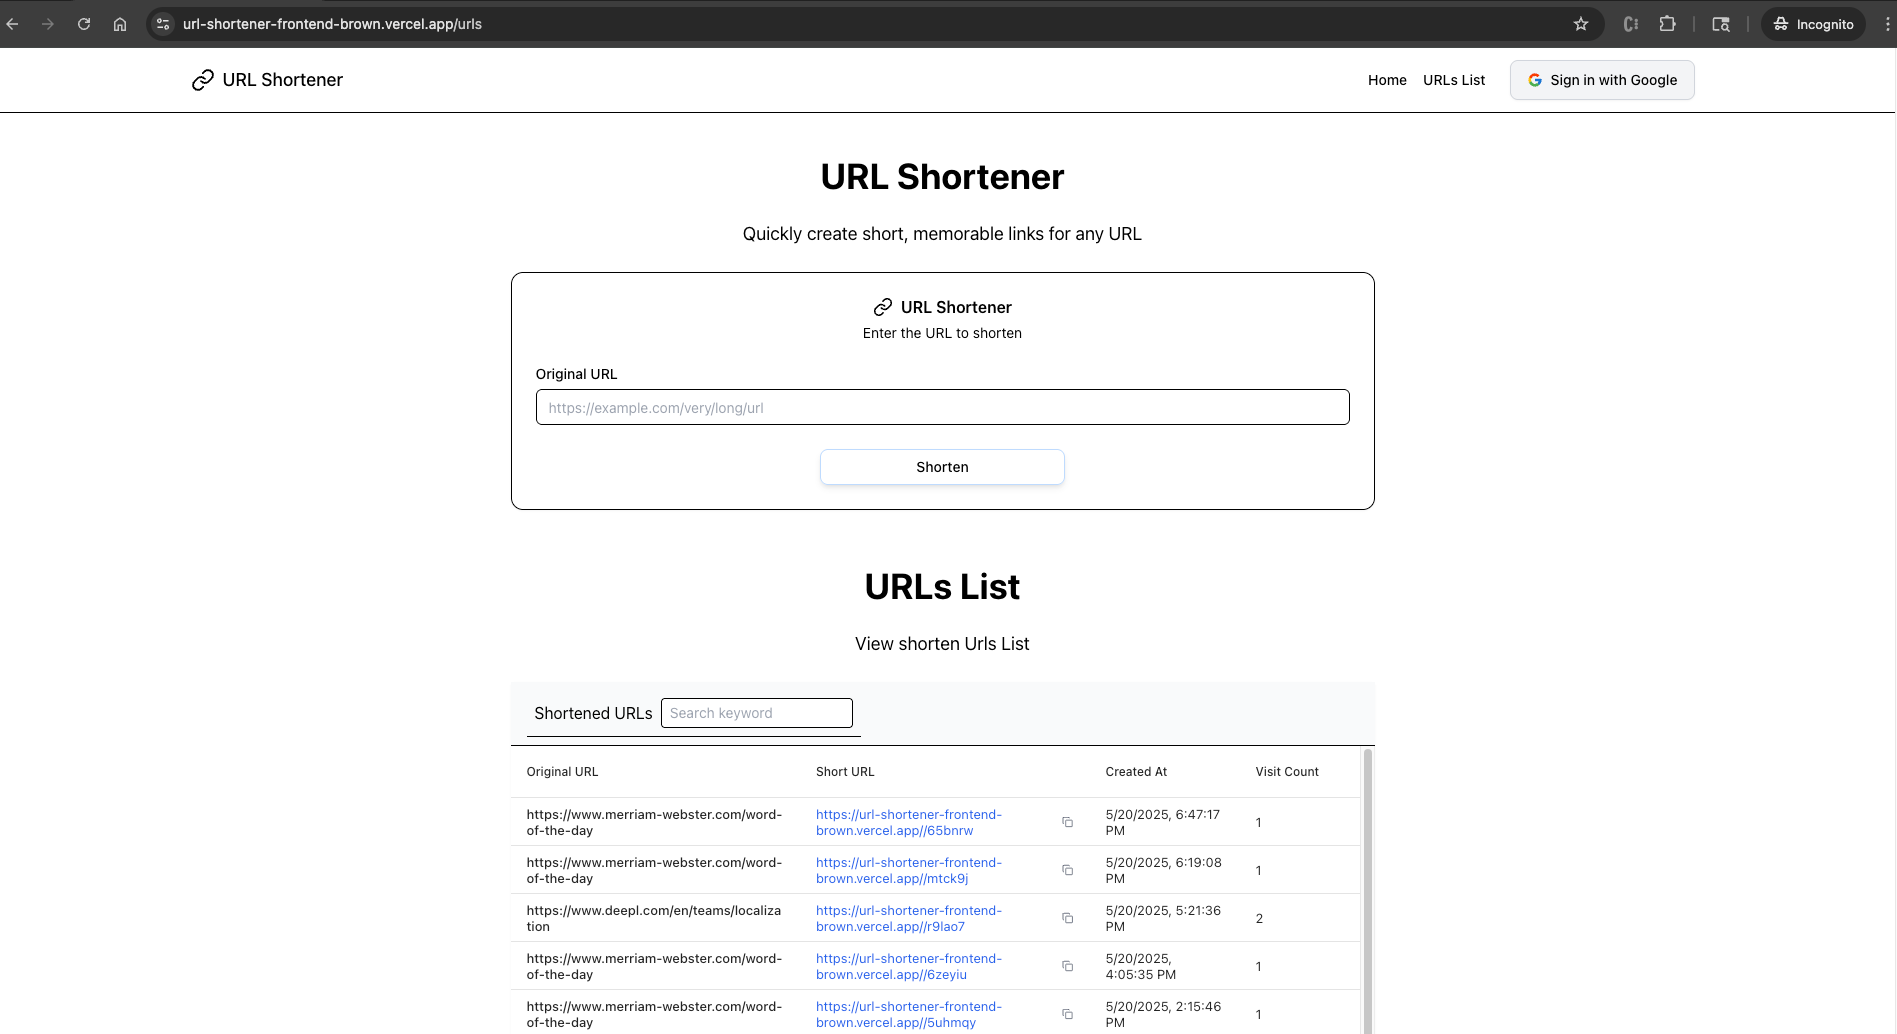 url-shortener-frontend-brown.vercel.app/urls
Incognito
URL Shortener
Home
URLs List
Sign in with Google
URL Shortener
Quickly create short, memorable links for any URL
URL Shortener
Enter the URL to shorten
Original URL
https://example.com/very/long/url
Shorten
URLs List
View shorten Urls List
Shortened URLs
Search keyword
Original URL Short URL Created At Visit Count
https://www.merriam-webster.com/word- https://url-shortener-frontend- 5/20/2025, 6:47:17
of-the-day brown.vercel.app//65bnrw PM 1
https://www.merriam-webster.com/word- https://url-shortener-frontend- 5/20/2025, 6:19:08
of-the-day brown.vercel.app//mtck9j PM 1
https://www.deepl.com/en/teams/localiza https://url-shortener-frontend- 5/20/2025, 5:21:36
tion brown.vercel.app//r9lao7 PM 2
https://www.merriam-webster.com/word- https://url-shortener-frontend- 5/20/2025,
of-the-day brown.vercel.app//6zeyiu 4:05:35 PM 1
https://www.merriam-webster.com/word- https://url-shortener-frontend- 5/20/2025, 2:15:46
of-the-day brown.vercel.app//5uhmqy PM 1